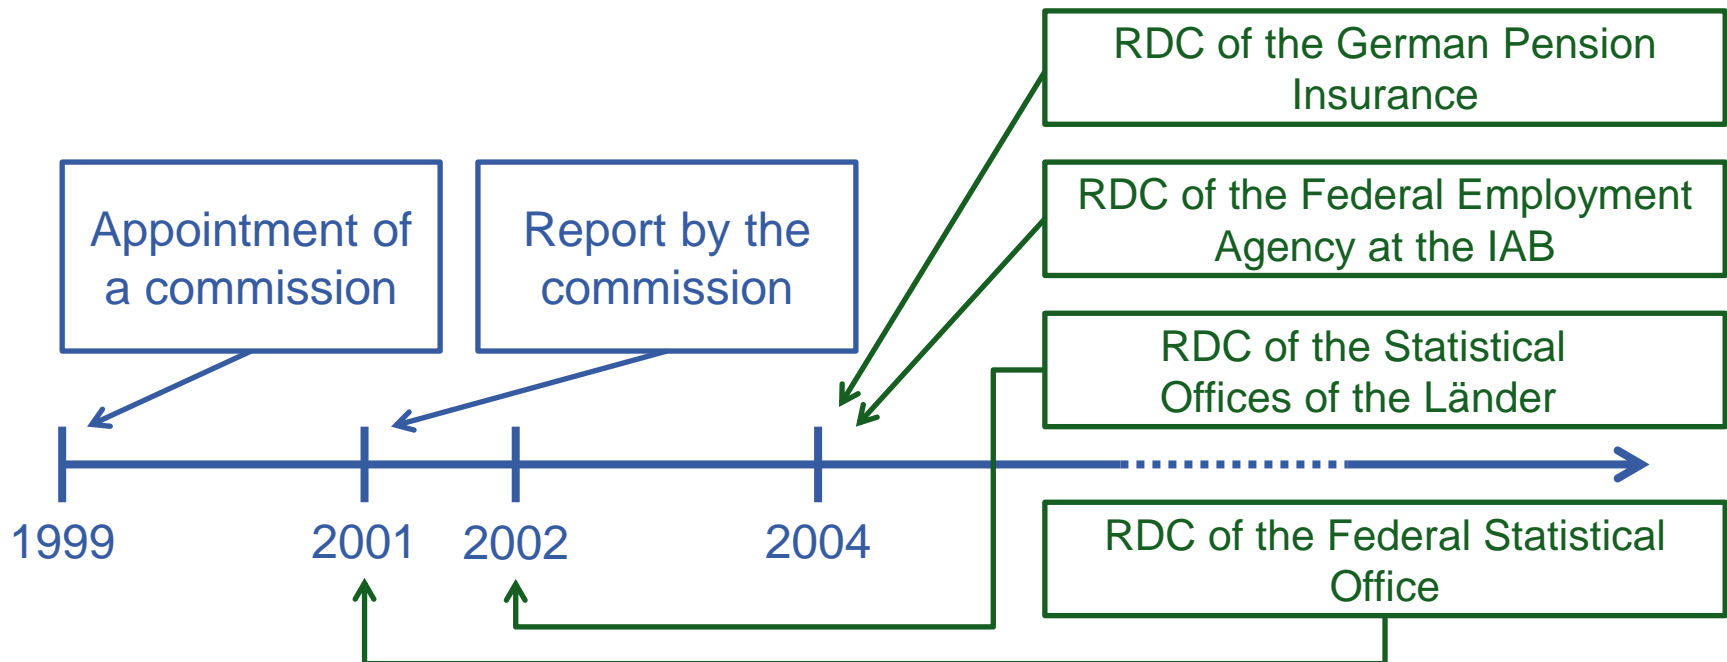 RDC of the German Pension
Insurance
Appointment of
a commission
Report by the
commission
RDC of the Federal Employment
Agency at the IAB
RDC of the Statistical
Offices of the Länder
1999
2001
2002
2004
RDC of the Federal Statistical
Office